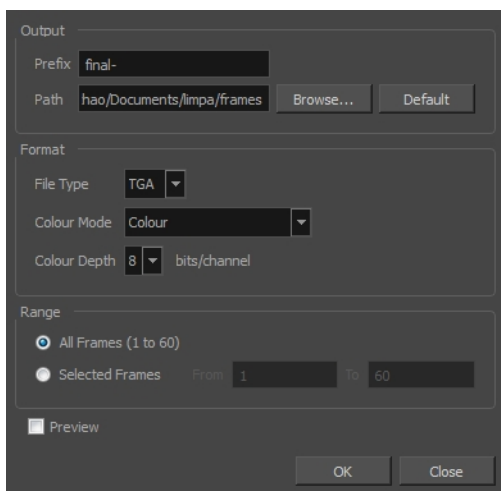 Output
Prefix final-
Path hao/Documents/limpa/frames Browse... Default
Format
File Type TGA
Colour Mode Colour
Colour Depth 8 bits/channel
Range
All Frames (1 to 60)
Selected Frames From 1 To 60
Preview
OK Close